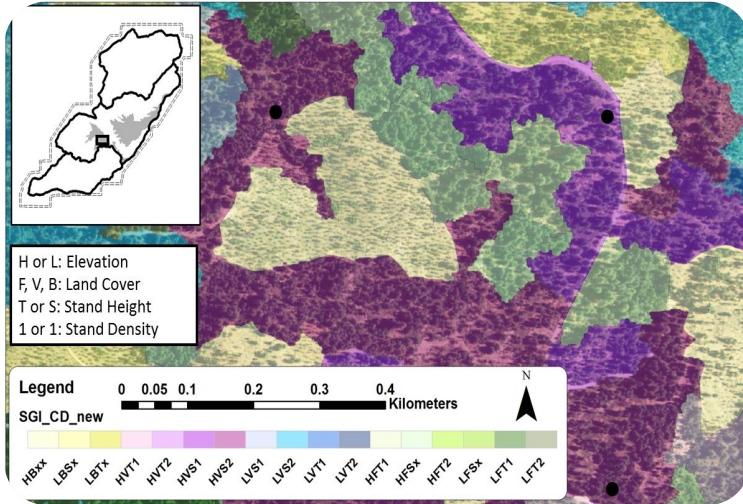 H or L: Elevation
F, V, B: Land Cover
T or S: Stand Height
1 or 1: Stand Density
Legend
0 0.05 0.1 0.2 0.3 0.4
Kilometers
N
SGI_CD_new
HBxx LBSx LBTx HVT1 HVT2 HVS1 HVS2 LVS1 LVS2 LVT1 LVT2 HFT1 HFSx HFT2 LFSx LFT1 LFT2